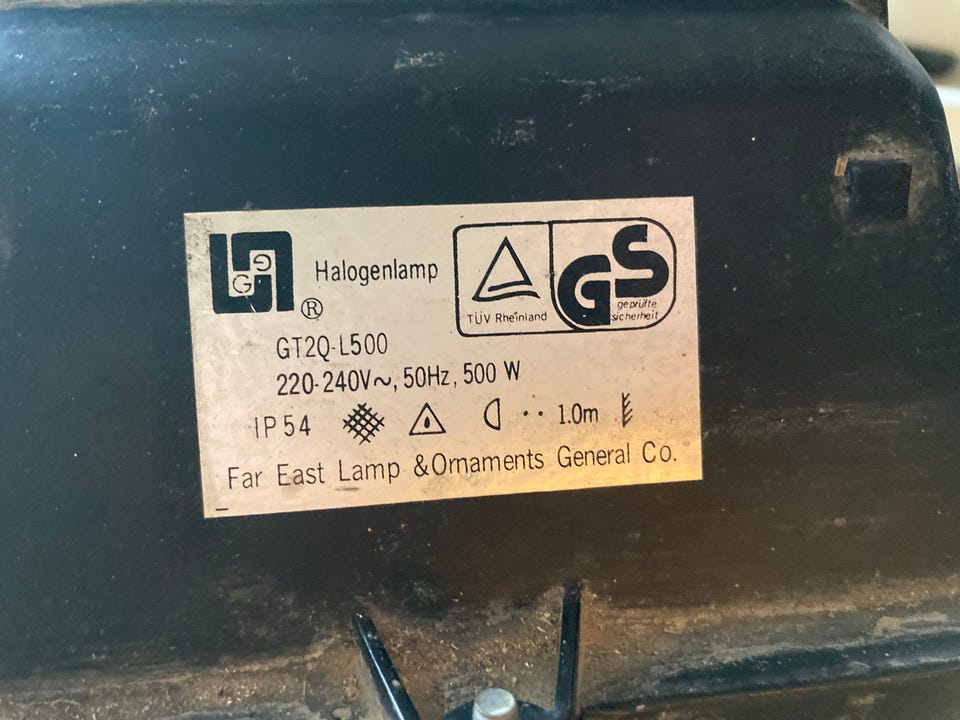 Halogenlamp
®
TÜV Rheinland
GS
geprüfte
sicherheit
GT2Q-L500
220-240V~, 50Hz, 500 W
IP54 ·· 1.0m
Far East Lamp &Ornaments General Co.